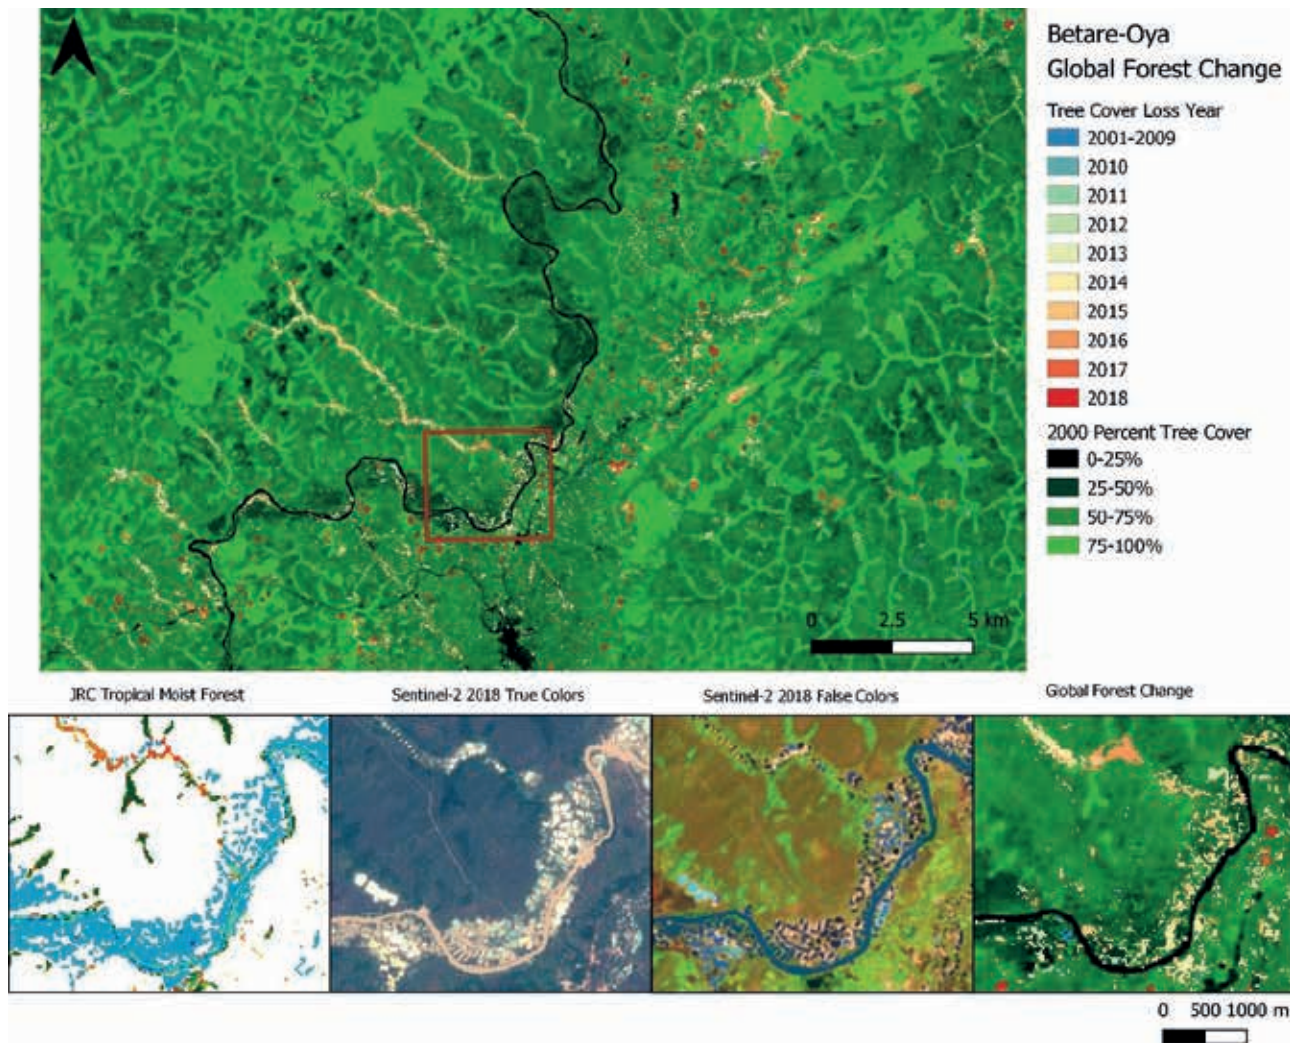 Betare-Oya
Global Forest Change
Tree Cover Loss Year
2001-2009
2010
2011
2012
2013
2014
2015
2016
2017
2018
2000 Percent Tree Cover
0-25%
25-50%
50-75%
75-100%
0 2.5 5 km
JRC Tropical Moist Forest
Sentinel-2 2018 True Colors
Sentinel-2 2018 False Colors
Global Forest Change
0 500 1000 m